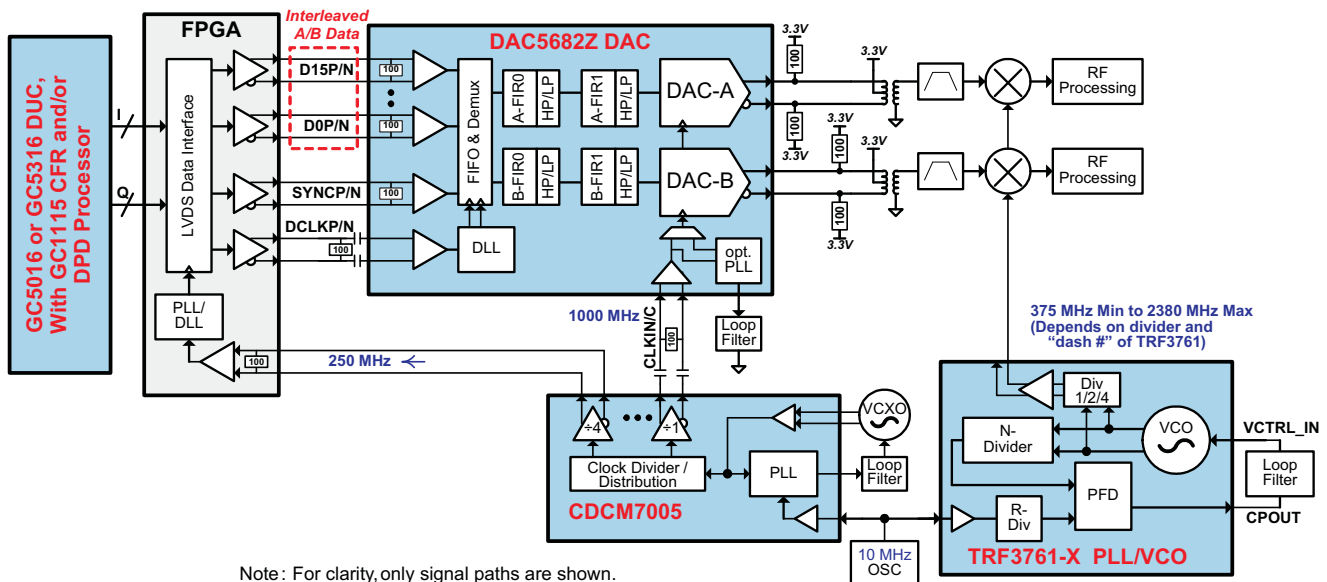 GC5016 or GC5316 DUC,
With GC1115 CFR and/or
DPD Processor
I
Q
FPGA
LVDS Data Interface
PLL/
DLL
100
Interleaved
A/B Data
D15P/N
100
D0P/N
100
SYNCP/N
100
DCLKP/N
100
DAC5682Z DAC
FIFO & Demux
DLL
A-FIR0
HP/LP
A-FIR1
HP/LP
DAC-A
B-FIR0
HP/LP
B-FIR1
HP/LP
DAC-B
opt.
PLL
Loop
Filter
3.3V
100
3.3V
100
3.3V
3.3V
100
3.3V
100
3.3V
RF
Processing
RF
Processing
1000 MHz
CLKIN/C
100
250 MHz
÷4
÷1
Clock Divider /
Distribution
PLL
VCXO
Loop
Filter
CDCM7005
10 MHz
OSC
375 MHz Min to 2380 MHz Max
(Depends on divider and
"dash #" of TRF3761)
Div
1/2/4
N-
Divider
VCO
PFD
R-
Div
VCTRL_IN
Loop
Filter
CPOUT
TRF3761-X PLL/VCO
Note: For clarity, only signal paths are shown.